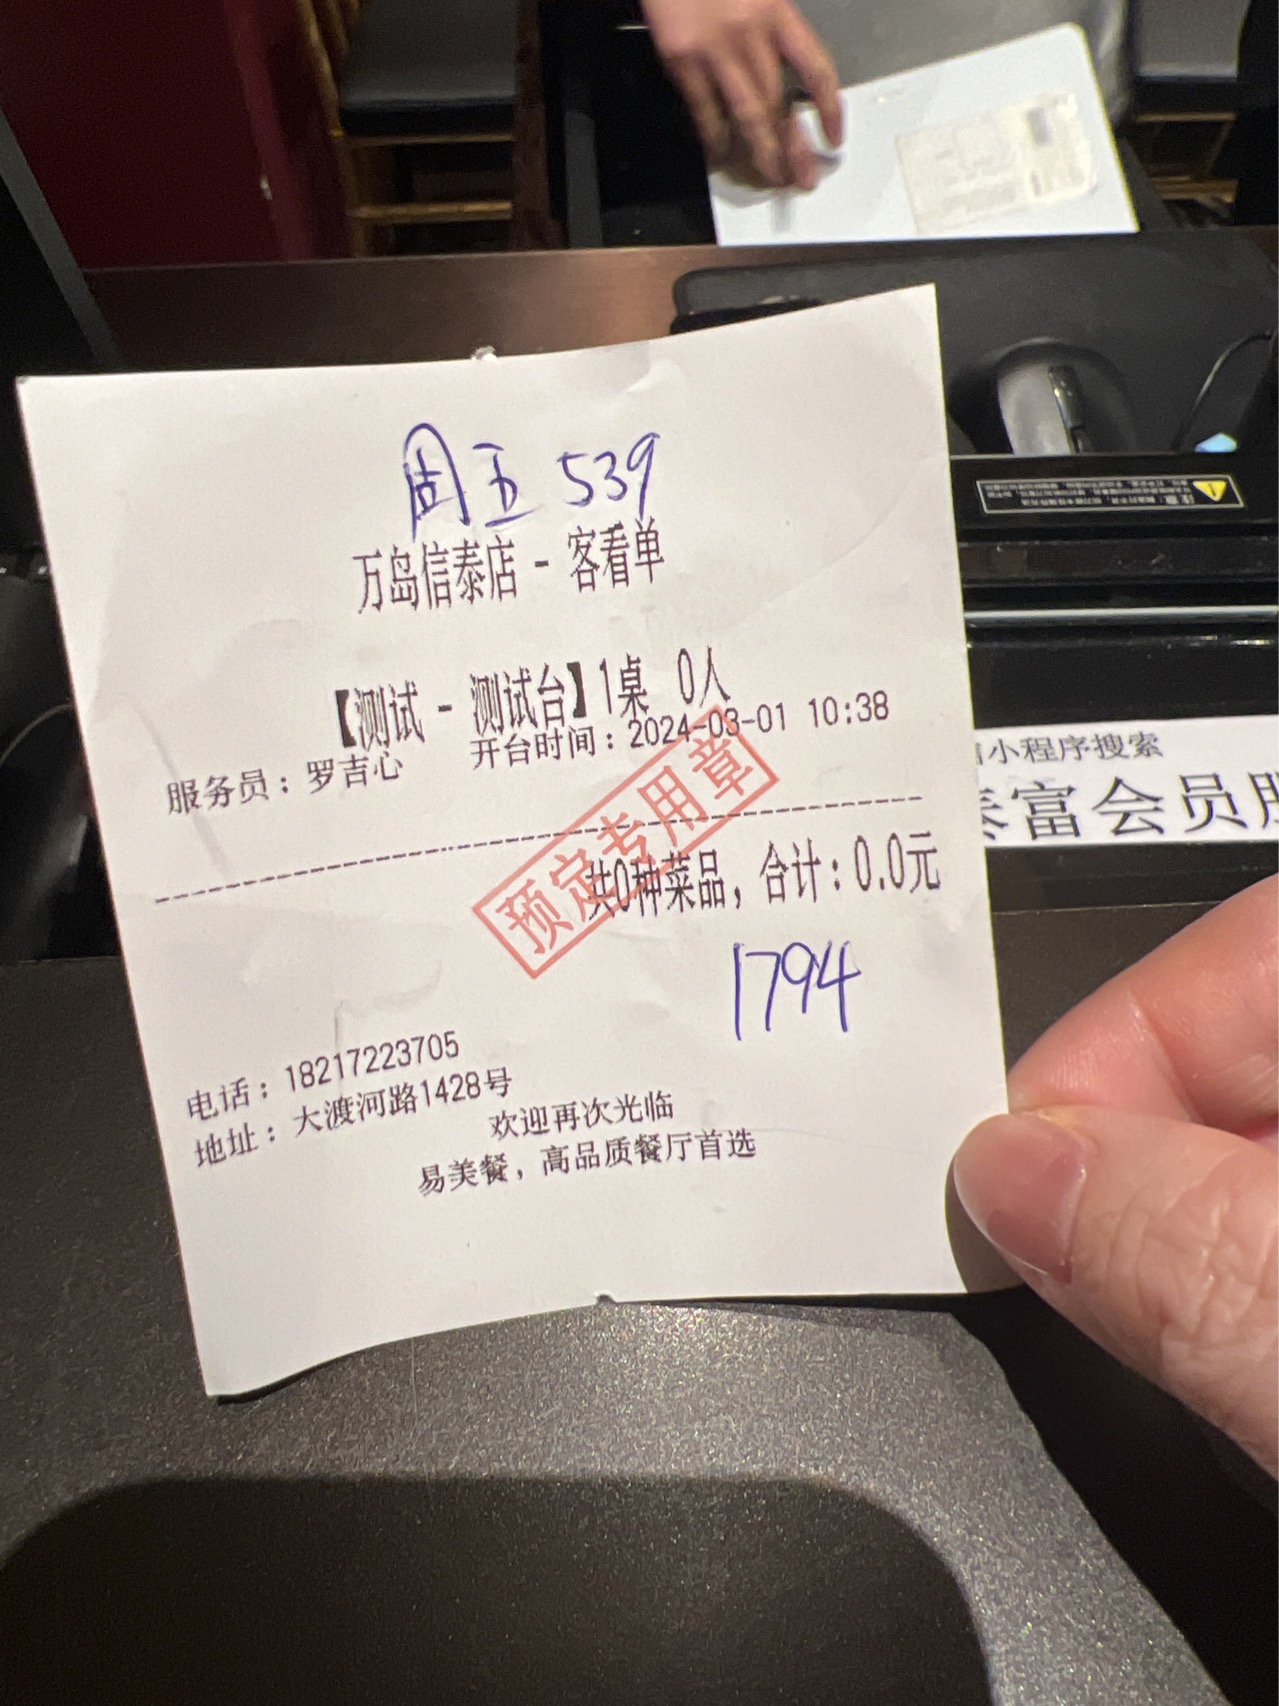 周五 539
万岛信泰店 - 客看单
【测试 - 测试台】1桌 0人
服务员：罗吉心 开台时间：2024-03-01 10:38
预定专用章
共0种菜品，合计：0.0元
1794
电话：18217223705
地址：大渡河路1428号
欢迎再次光临
易美餐，高品质餐厅首选
小程序搜索
泰富会员
注意